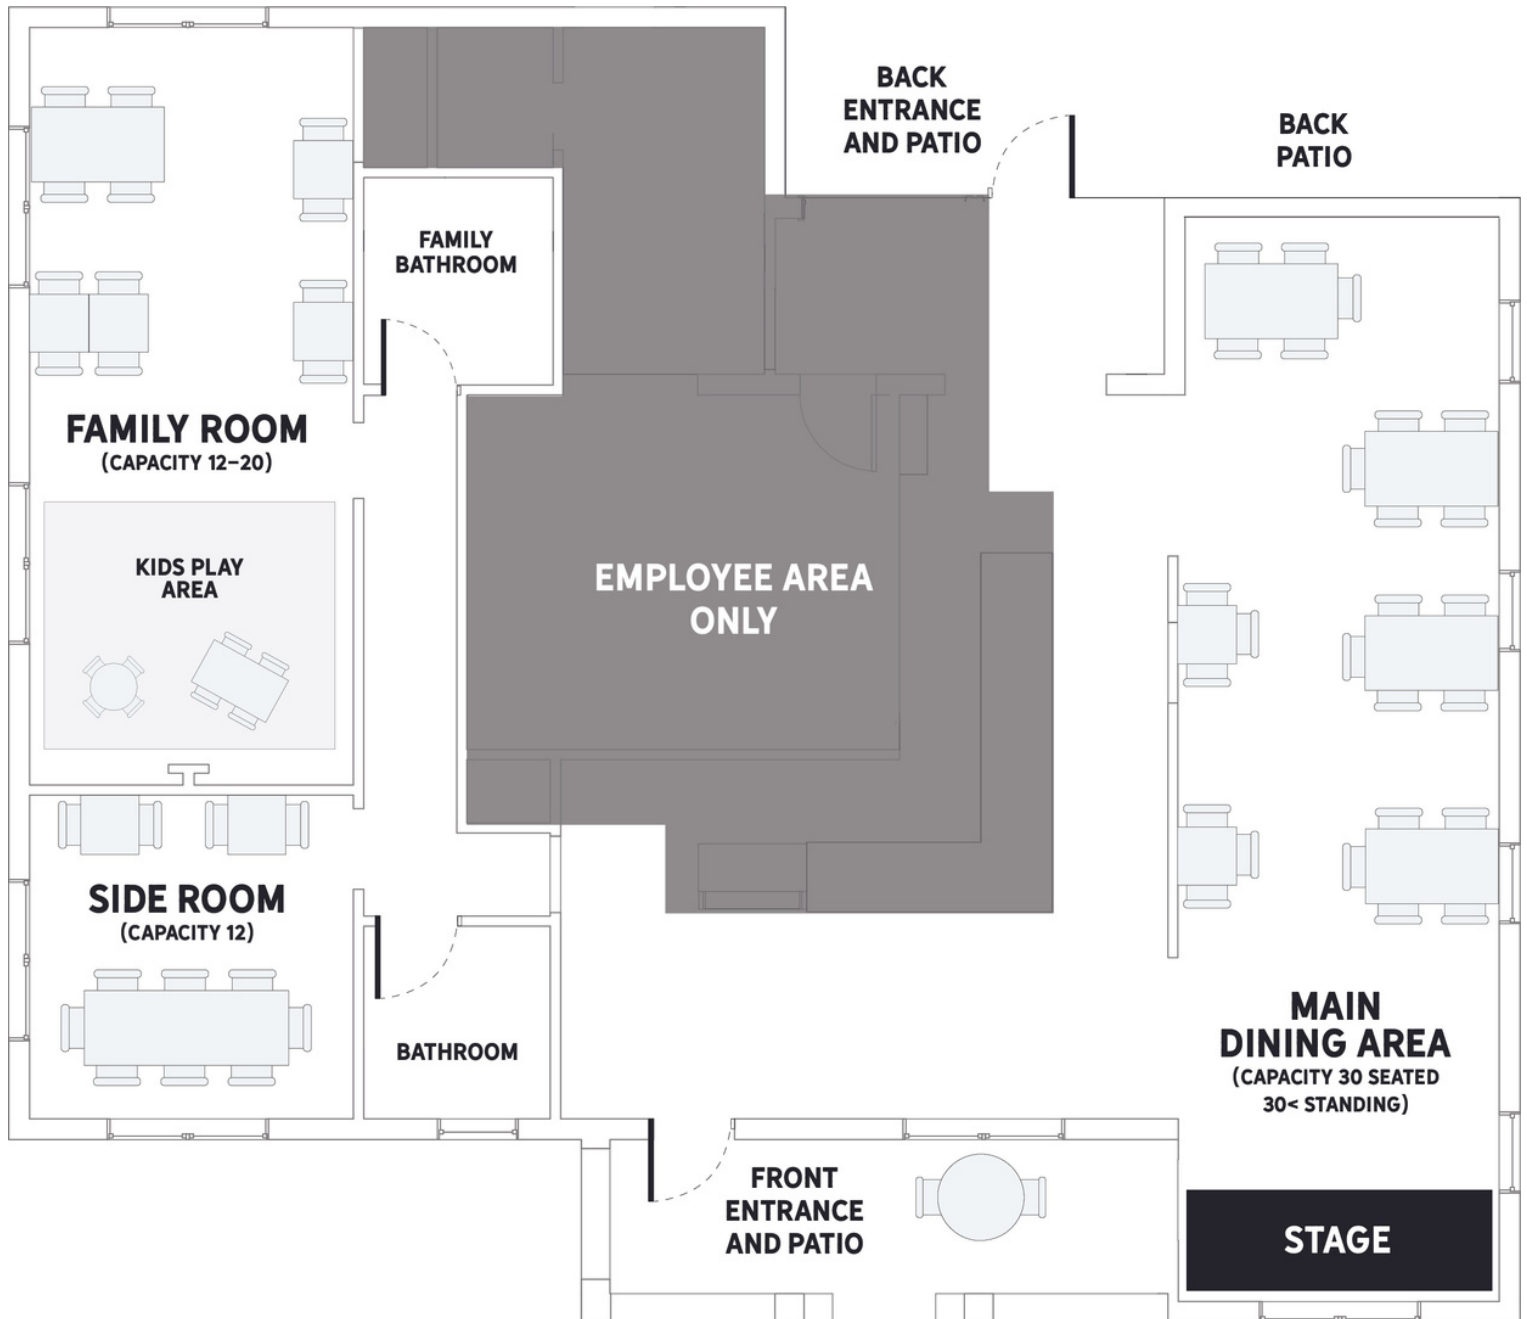 BACK
ENTRANCE
AND PATIO
BACK
PATIO
FAMILY
BATHROOM
FAMILY ROOM
(CAPACITY 12–20)
KIDS PLAY
AREA
EMPLOYEE AREA
ONLY
SIDE ROOM
(CAPACITY 12)
BATHROOM
MAIN
DINING AREA
(CAPACITY 30 SEATED
30< STANDING)
FRONT
ENTRANCE
AND PATIO
STAGE